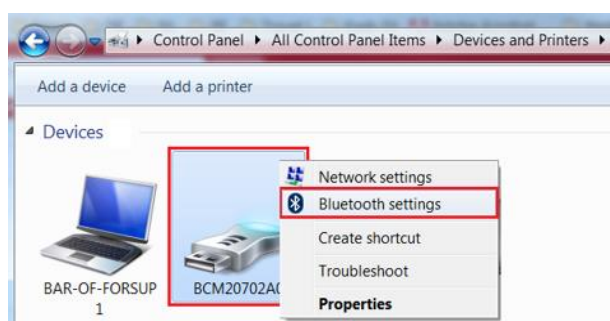 Control Panel ▸ All Control Panel Items ▸ Devices and Printers ▸
Add a device Add a printer
Devices
Network settings
Bluetooth settings
Create shortcut
Troubleshoot
Properties
BAR-OF-FORSUP
1
BCM20702A0